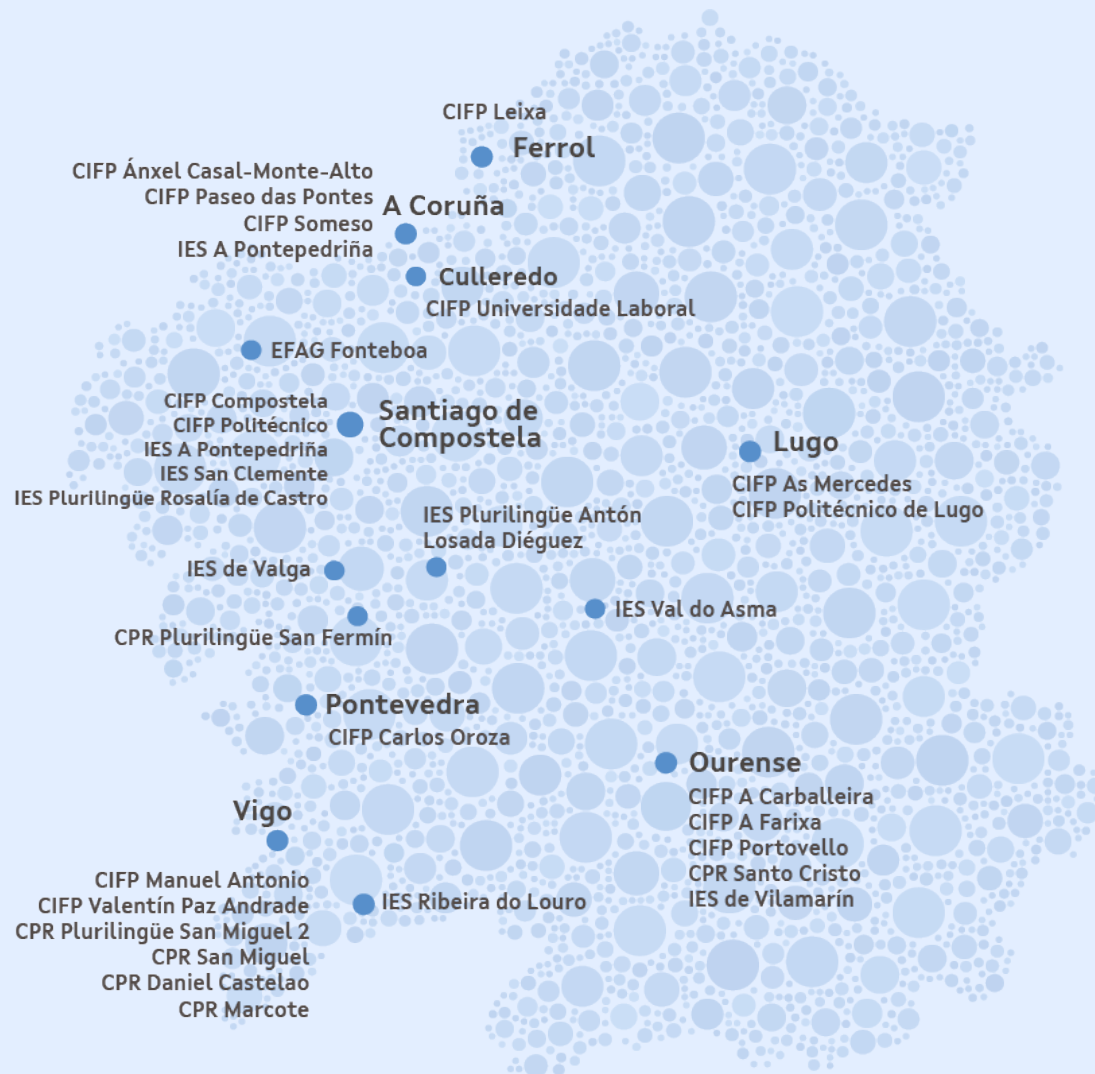 CIFP Leixa
Ferrol
CIFP Ánxel Casal-Monte-Alto
CIFP Paseo das Pontes
CIFP Someso
IES A Pontepedriña
A Coruña
Culleredo
CIFP Universidade Laboral
EFAG Fonteboa
CIFP Compostela
CIFP Politécnico
IES A Pontepedriña
IES San Clemente
IES Plurilingüe Rosalía de Castro
Santiago de
Compostela
Lugo
CIFP As Mercedes
CIFP Politécnico de Lugo
IES Plurilingüe Antón
Losada Diéguez
IES de Valga
IES Val do Asma
CPR Plurilingüe San Fermín
Pontevedra
CIFP Carlos Oroza
Ourense
CIFP A Carballeira
CIFP A Farixa
CIFP Portovello
CPR Santo Cristo
IES de Vilamarín
Vigo
CIFP Manuel Antonio
CIFP Valentín Paz Andrade
CPR Plurilingüe San Miguel 2
CPR San Miguel
CPR Daniel Castelao
CPR Marcote
IES Ribeira do Louro